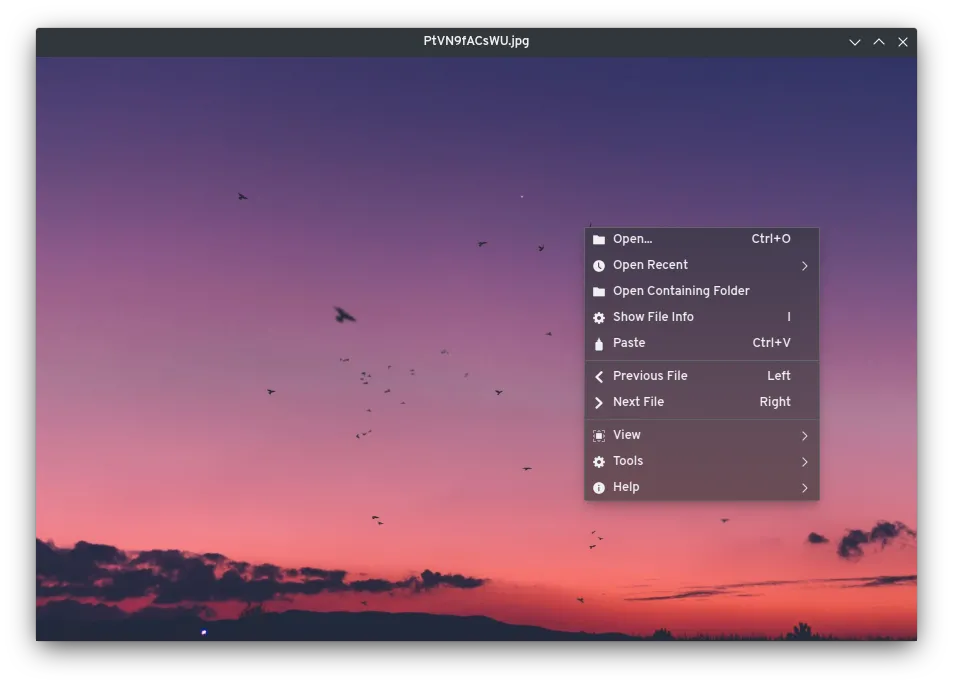 PtVN9fACsWU.jpg
Open... Ctrl+O
Open Recent
Open Containing Folder
Show File Info I
Paste Ctrl+V
Previous File Left
Next File Right
View
Tools
Help